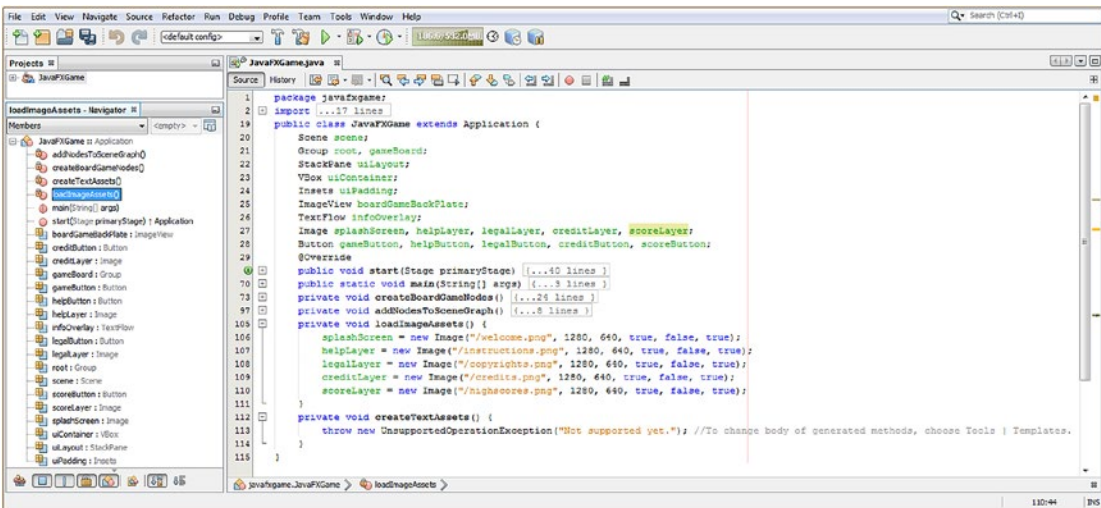 File Edit View Navigate Source Refactor Run Debug Profile Team Tools Window Help
Search (Ctrl+I)
<default config>
Projects
JavaFXGame
JavaFXGame.java
Source History
loadImageAssets - Navigator
Members <empty>
JavaFXGame :: Application
addNodesToSceneGraph()
createBoardGameNodes()
createTextAssets()
loadImageAssets()
main(String[] args)
start(Stage primaryStage) ↑ Application
boardGameBackPlate : ImageView
creditButton : Button
creditLayer : Image
gameBoard : Group
gameButton : Button
helpButton : Button
helpLayer : Image
infoOverlay : TextFlow
legalButton : Button
legalLayer : Image
root : Group
scene : Scene
scoreButton : Button
scoreLayer : Image
splashScreen : Image
uiContainer : VBox
uiLayout : StackPane
uiPadding : Insets
1 package javafxgame;
2 import ...17 lines
19 public class JavaFXGame extends Application {
20 Scene scene;
21 Group root, gameBoard;
22 StackPane uiLayout;
23 VBox uiContainer;
24 Insets uiPadding;
25 ImageView boardGameBackPlate;
26 TextFlow infoOverlay;
27 Image splashScreen, helpLayer, legalLayer, creditLayer, scoreLayer;
28 Button gameButton, helpButton, legalButton, creditButton, scoreButton;
29 @Override
public void start(Stage primaryStage) {...40 lines }
70 public static void main(String[] args) {...3 lines }
73 private void createBoardGameNodes() {...24 lines }
97 private void addNodesToSceneGraph() {...8 lines }
105 private void loadImageAssets() {
106 splashScreen = new Image("/welcome.png", 1280, 640, true, false, true);
107 helpLayer = new Image("/instructions.png", 1280, 640, true, false, true);
108 legalLayer = new Image("/copyrights.png", 1280, 640, true, false, true);
109 creditLayer = new Image("/credits.png", 1280, 640, true, false, true);
110 scoreLayer = new Image("/highscores.png", 1280, 640, true, false, true);
111 }
112 private void createTextAssets() {
113 throw new UnsupportedOperationException("Not supported yet."); //To change body of generated methods, choose Tools | Templates.
114 }
115 }
javafxgame.JavaFXGame loadImageAssets
110:44 INS